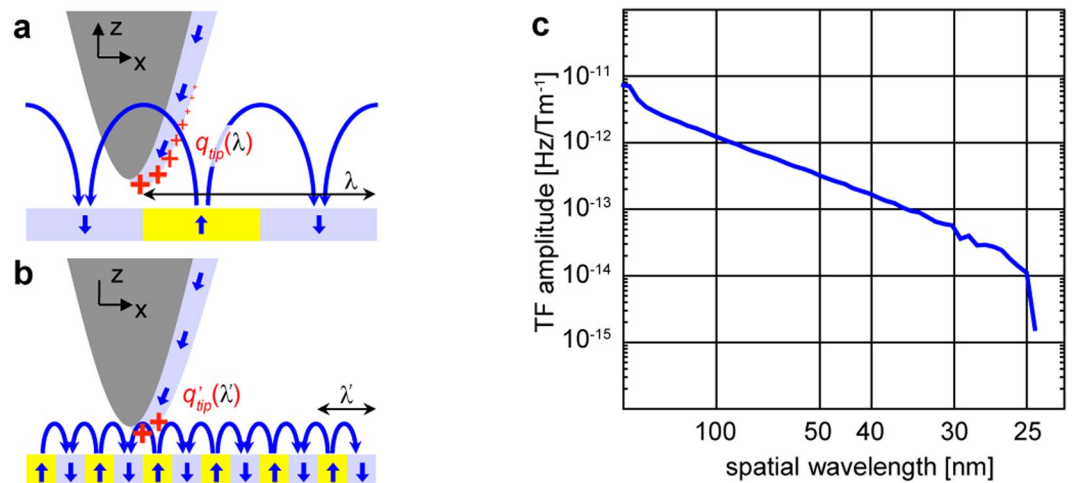 a
z
x
q_tip(λ)
λ
b
z
x
q'_tip(λ')
λ'
c
TF amplitude [Hz/Tm⁻¹]
10⁻¹¹
10⁻¹²
10⁻¹³
10⁻¹⁴
10⁻¹⁵
100 50 40 30 25
spatial wavelength [nm]